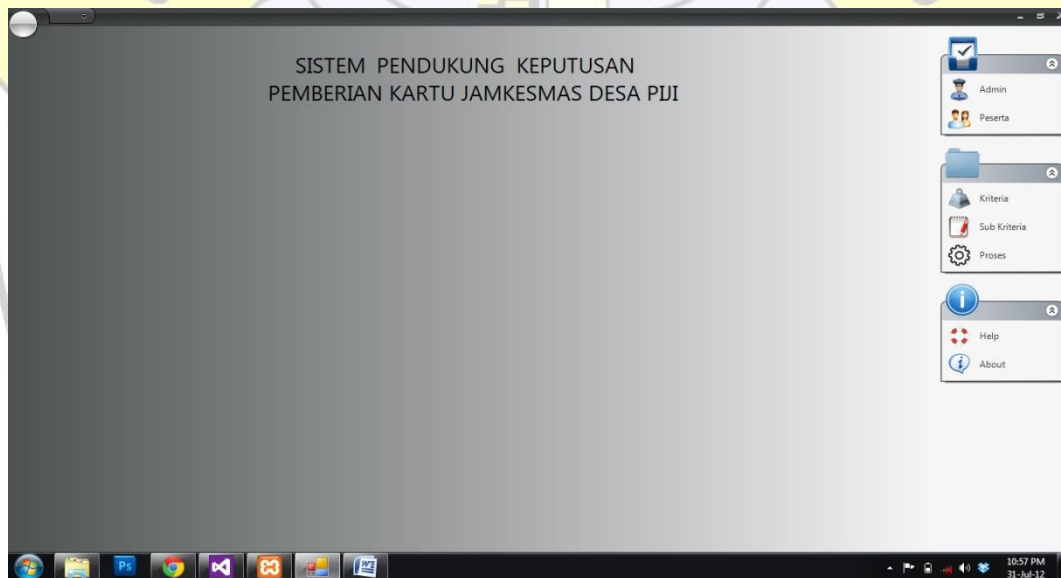 SISTEM PENDUKUNG KEPUTUSAN
PEMBERIAN KARTU JAMKESMAS DESA PIJI
Admin
Peserta
Kriteria
Sub Kriteria
Proses
Help
About
Ps
10:57 PM
31-Jul-12